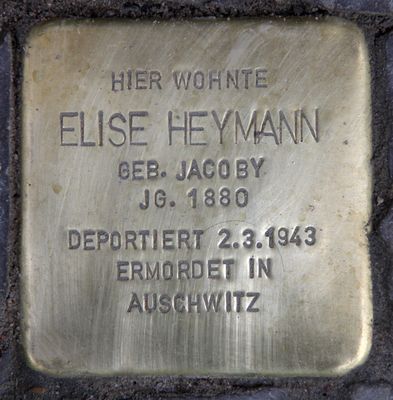 HIER WOHNTE
ELISE HEYMANN
GEB. JACOBY
JG. 1880
DEPORTIERT 2.3.1943
ERMORDET IN
AUSCHWITZ